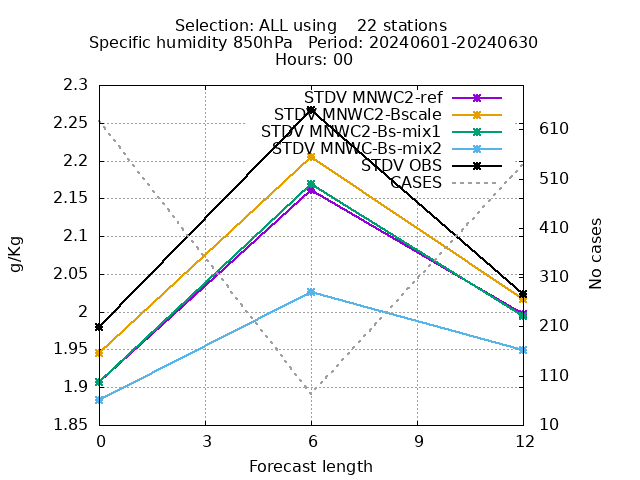 Selection: ALL using    22 stations
Specific humidity 850hPa   Period: 20240601-20240630
Hours: 00
STDV MNWC2-ref
STDV MNWC2-Bscale
STDV MNWC2-Bs-mix1
STDV MNWC-Bs-mix2
STDV OBS
CASES
2.3
2.25
2.2
2.15
2.1
2.05
2
1.95
1.9
1.85
g/Kg
610
510
410
310
210
110
10
No cases
0 3 6 9 12
Forecast length